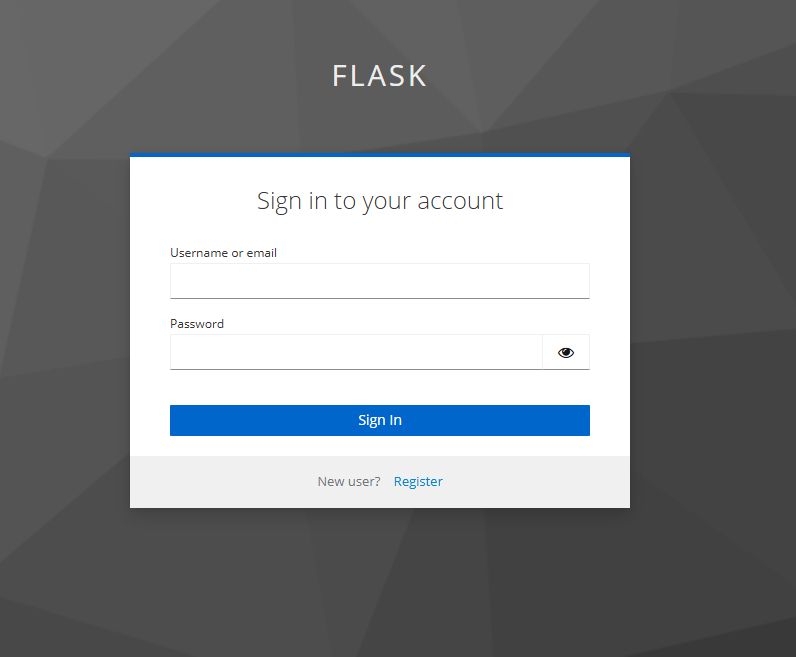 FLASK
Sign in to your account
Username or email
Password
Sign In
New user? Register